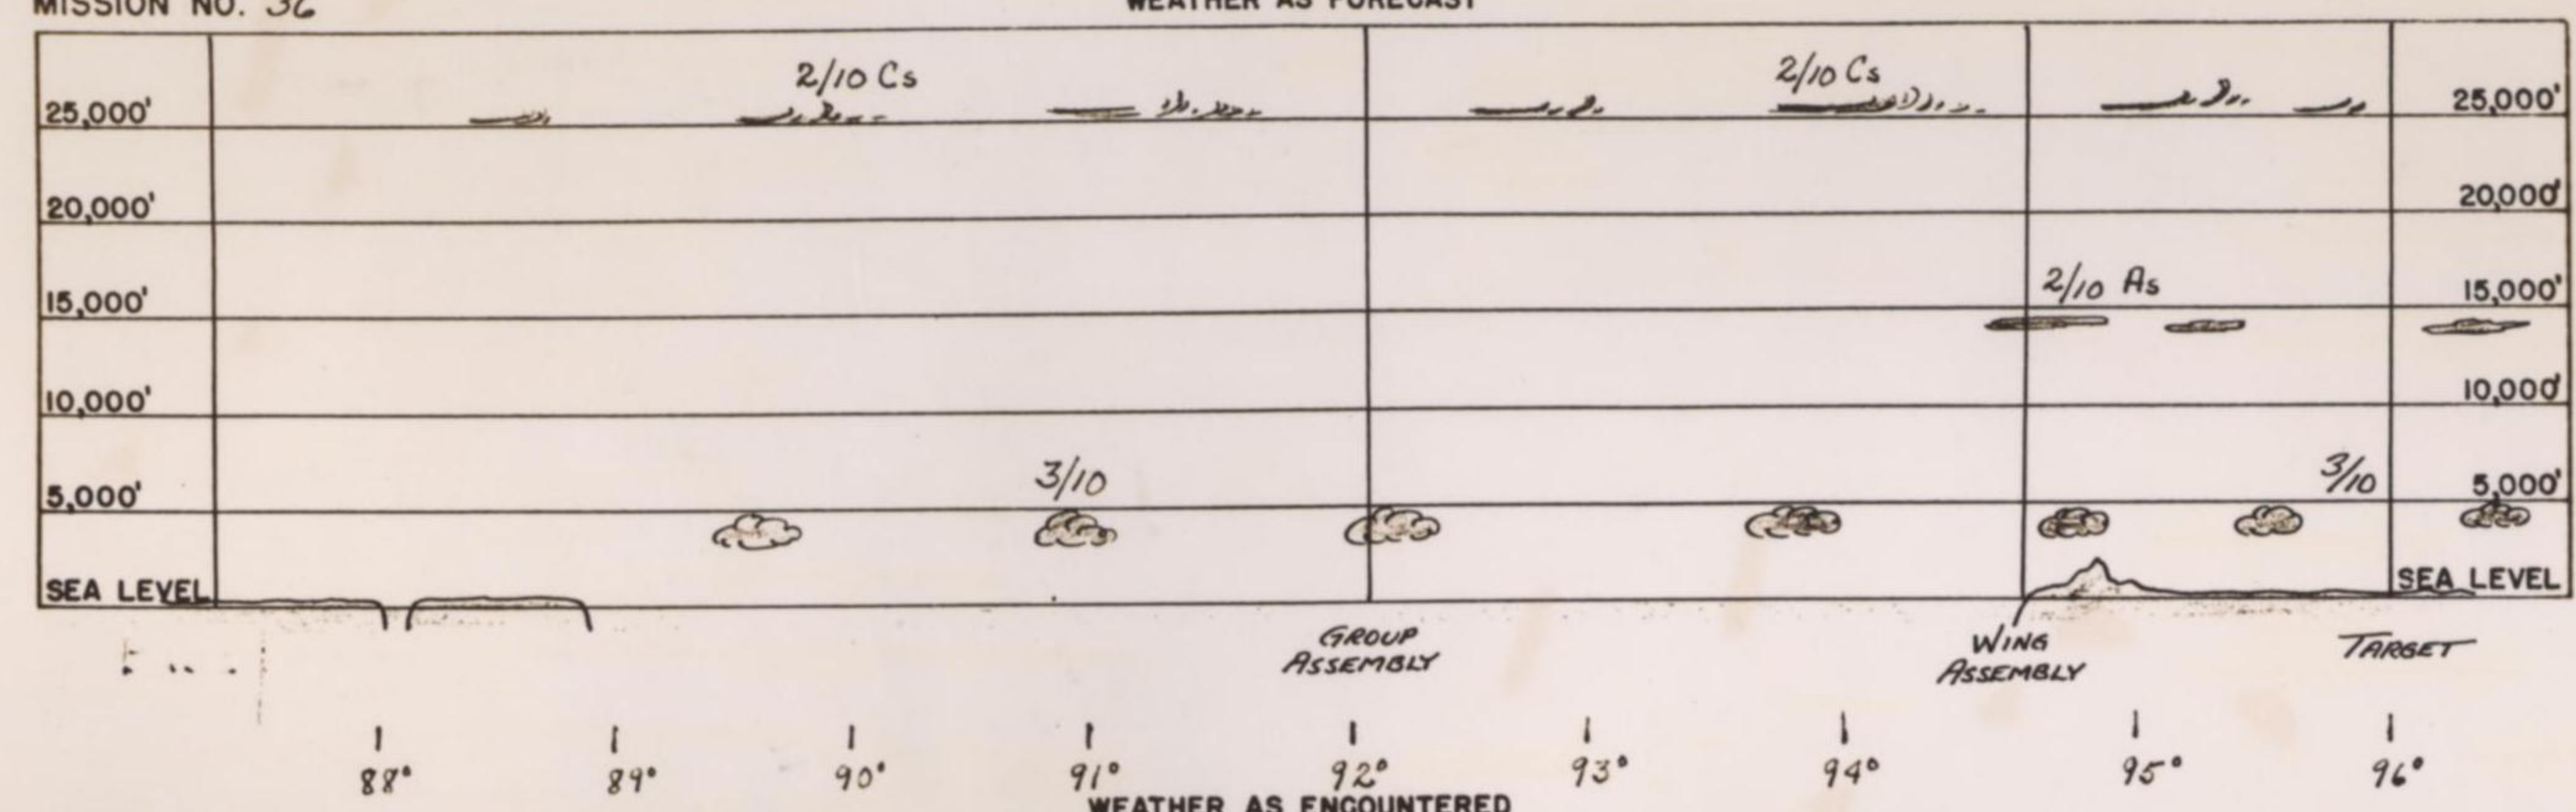 MISSION NO. 36
WEATHER AS FORECAST
2/10 Cs
2/10 Cs
25,000'
25,000'
20,000'
20,000'
2/10 As
15,000'
15,000'
10,000'
10,000'
3/10
3/10
5,000'
5,000'
SEA LEVEL
SEA LEVEL
GROUP
ASSEMBLY
WING
ASSEMBLY
TARGET
88° 89° 90° 91° 92° 93° 94° 95° 96°
WEATHER AS ENCOUNTERED